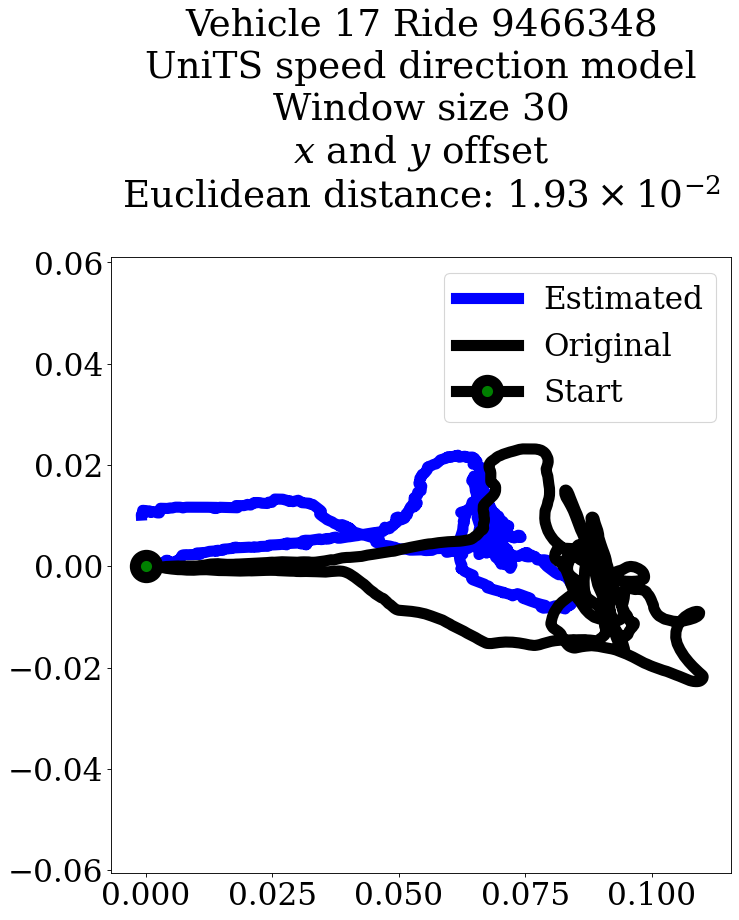 Vehicle 17 Ride 9466348
UniTS speed direction model
Window size 30
x and y offset
Euclidean distance: 1.93 × 10⁻²
0.06
Estimated
Original
Start
0.04
0.02
0.00
−0.02
−0.04
−0.06
0.000 0.025 0.050 0.075 0.100